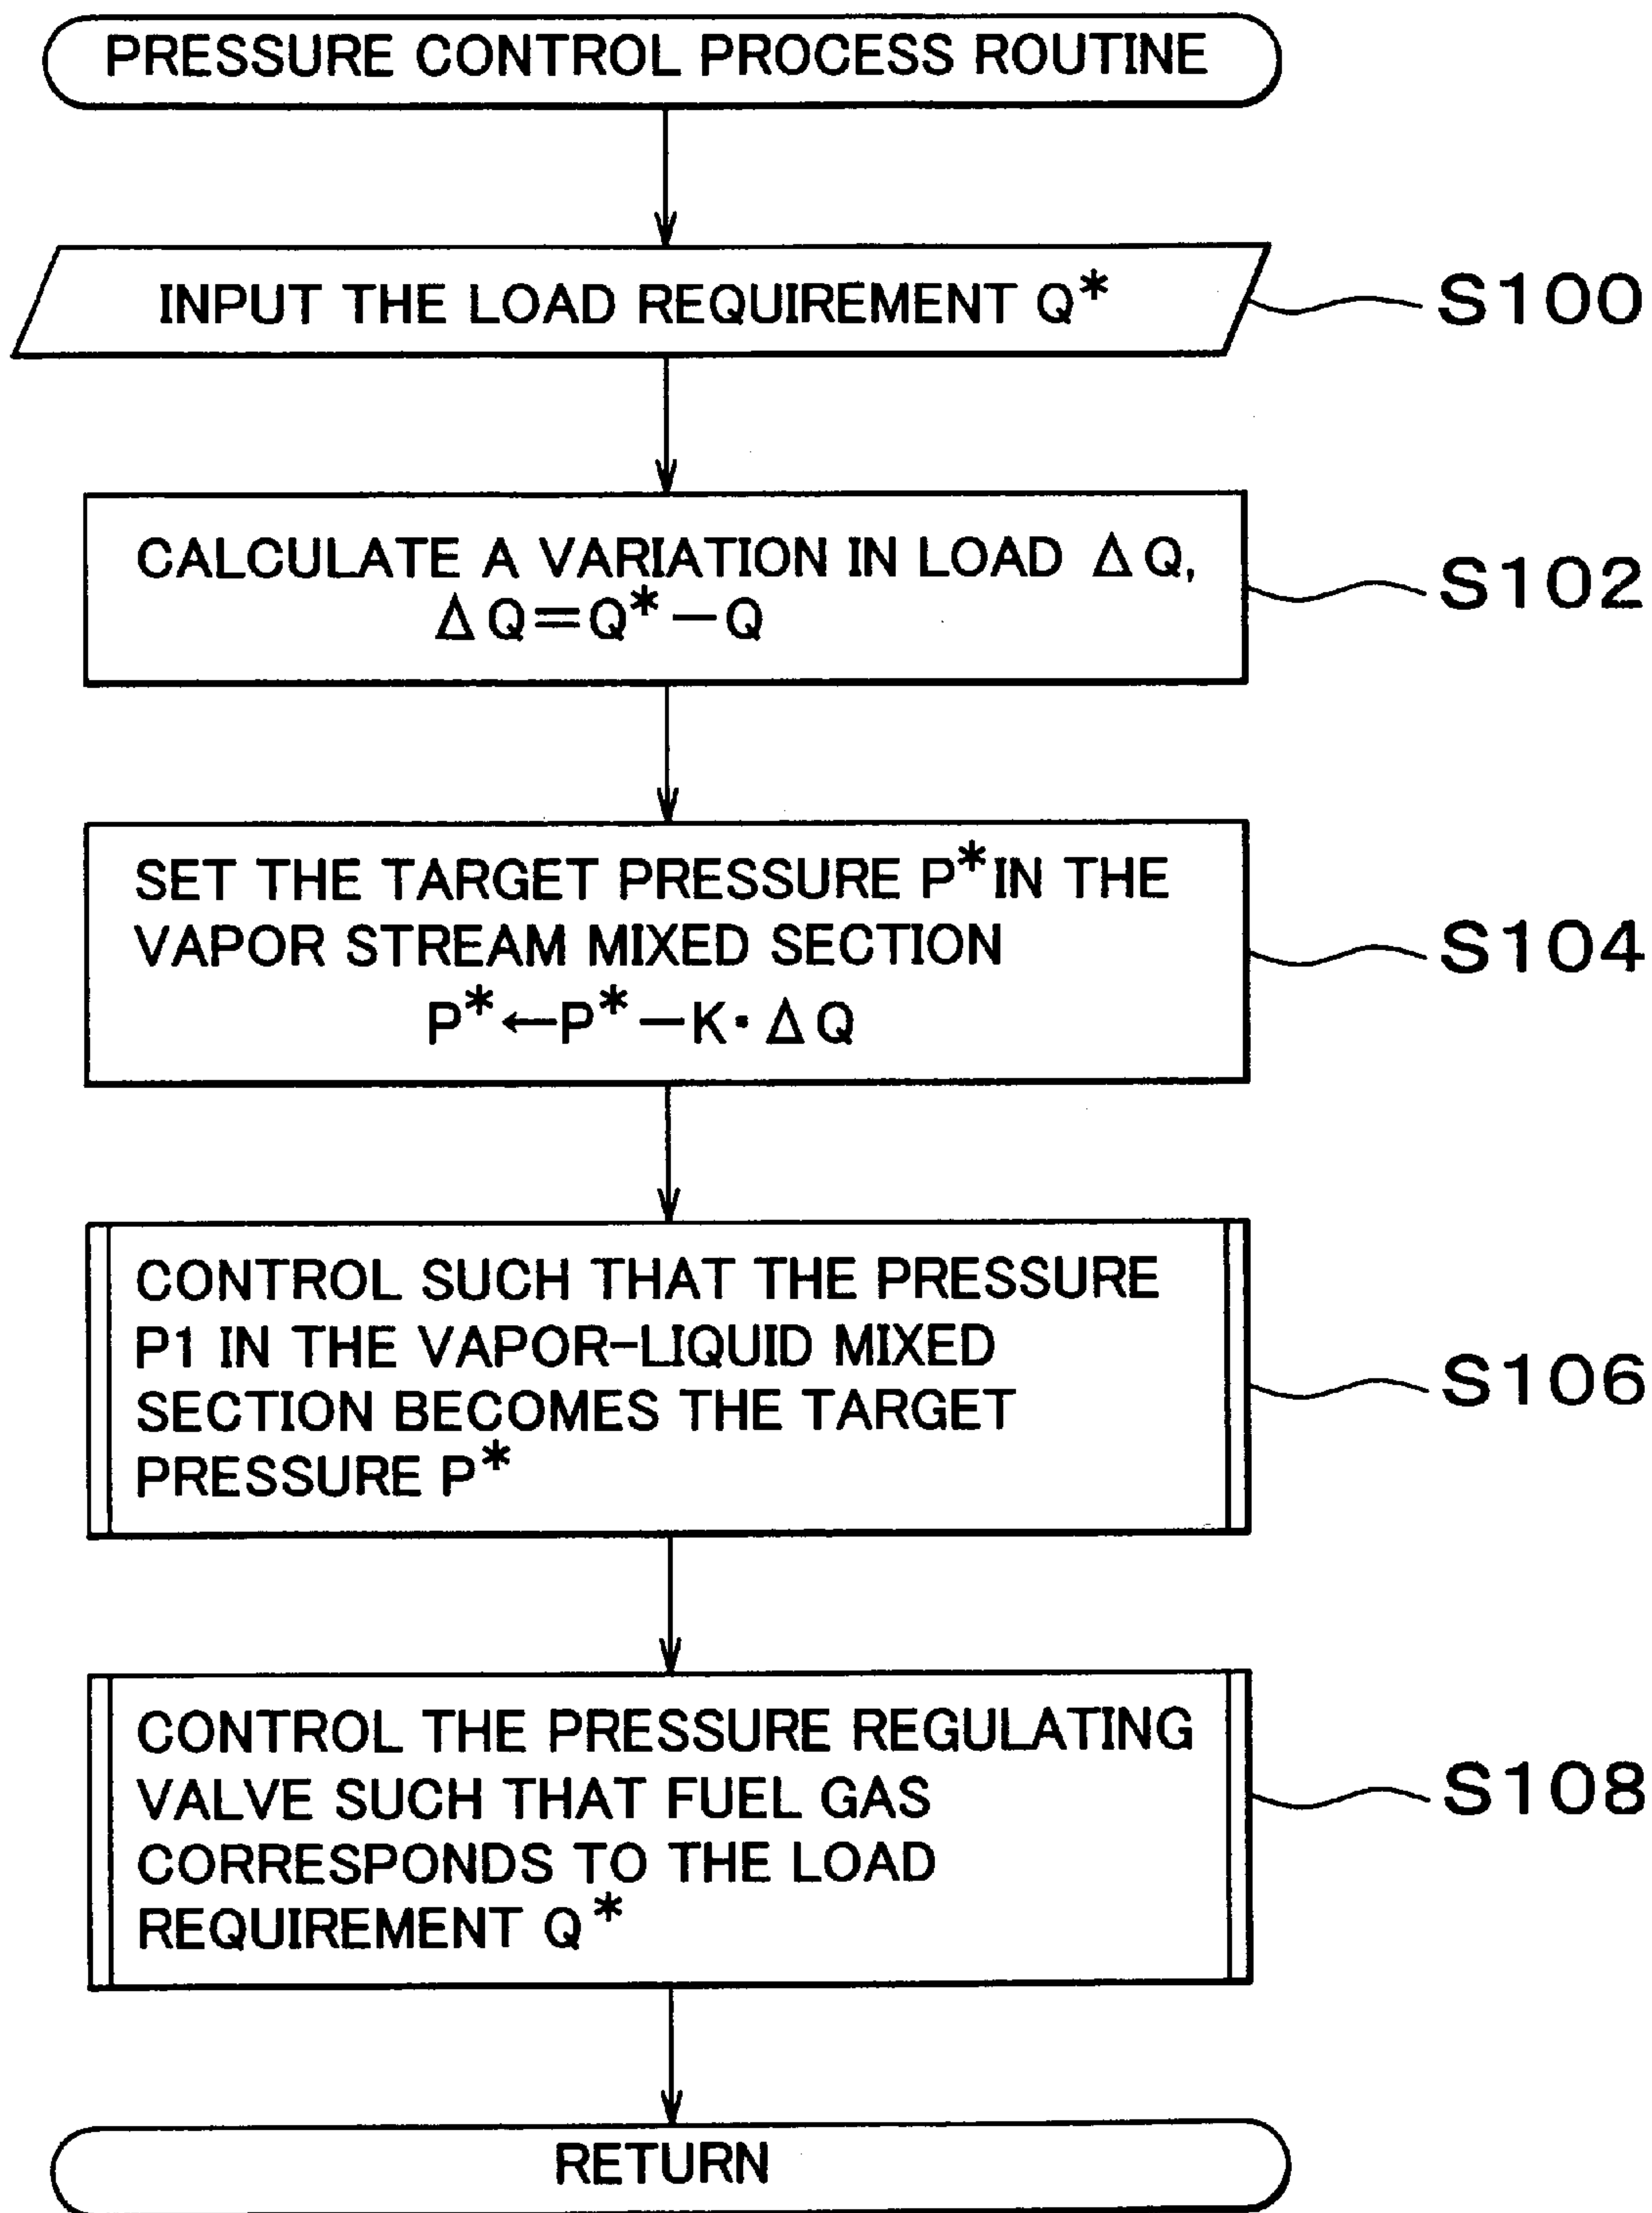 PRESSURE CONTROL PROCESS ROUTINE
INPUT THE LOAD REQUIREMENT Q*
S100
CALCULATE A VARIATION IN LOAD ΔQ,
ΔQ=Q*−Q
S102
SET THE TARGET PRESSURE P* IN THE
VAPOR STREAM MIXED SECTION
P*←P*−K·ΔQ
S104
CONTROL SUCH THAT THE PRESSURE
P1 IN THE VAPOR-LIQUID MIXED
SECTION BECOMES THE TARGET
PRESSURE P*
S106
CONTROL THE PRESSURE REGULATING
VALVE SUCH THAT FUEL GAS
CORRESPONDS TO THE LOAD
REQUIREMENT Q*
S108
RETURN